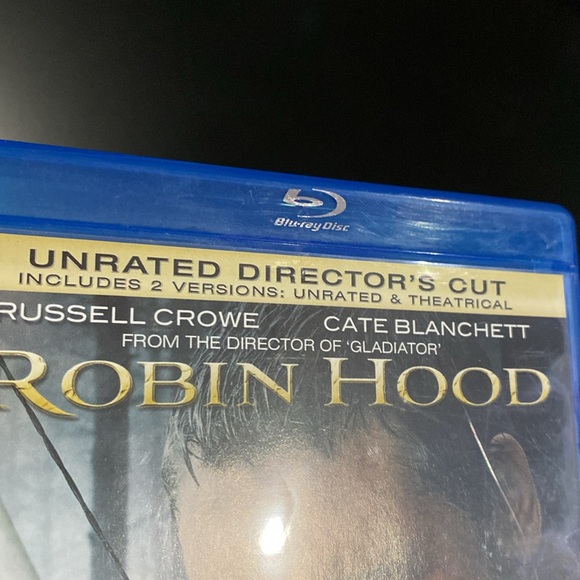 Blu-ray Disc
UNRATED DIRECTOR'S CUT
INCLUDES 2 VERSIONS: UNRATED & THEATRICAL
RUSSELL CROWE CATE BLANCHETT
FROM THE DIRECTOR OF 'GLADIATOR'
ROBIN HOOD